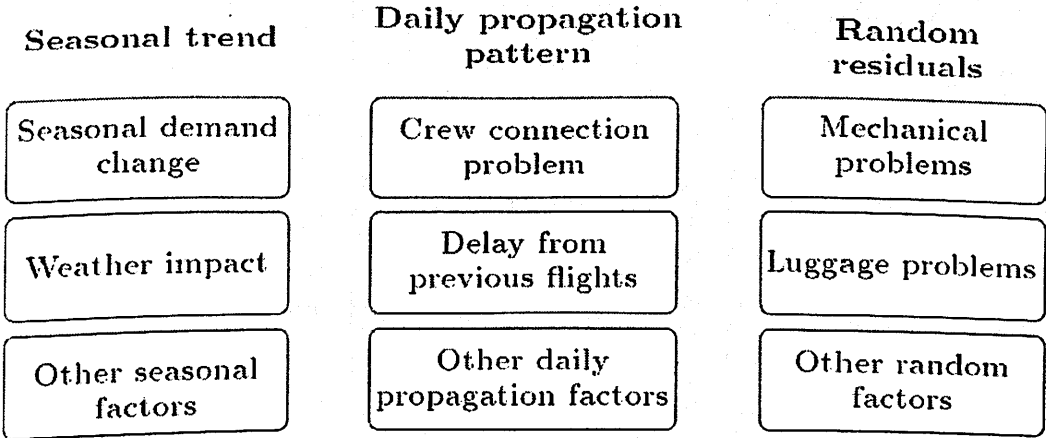 Seasonal trend
Daily propagation
pattern
Random
residuals
Seasonal demand
change
Crew connection
problem
Mechanical
problems
Weather impact
Delay from
previous flights
Luggage problems
Other seasonal
factors
Other daily
propagation factors
Other random
factors